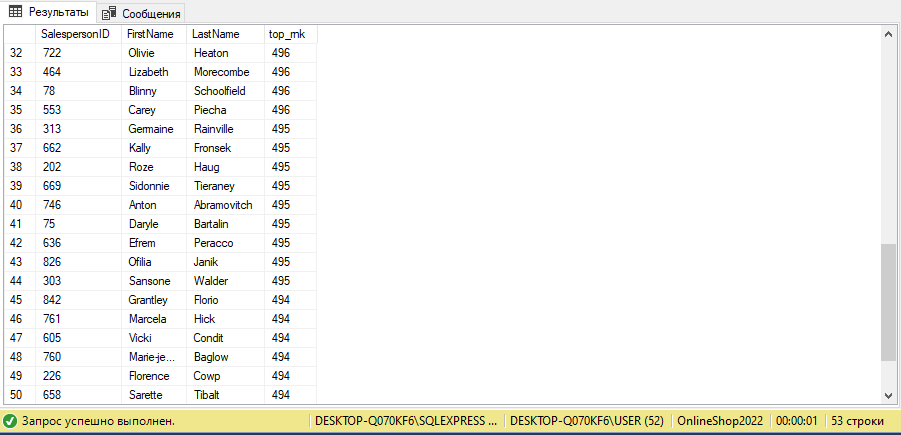 Результаты Сообщения
SalespersonID FirstName LastName top_mk
32 722 Olivie Heaton 496
33 464 Lizabeth Morecombe 496
34 78 Blinny Schoolfield 496
35 553 Carey Piecha 496
36 313 Germaine Rainville 495
37 662 Kally Fronsek 495
38 202 Roze Haug 495
39 669 Sidonnie Tieraney 495
40 746 Anton Abramovitch 495
41 75 Daryle Bartalin 495
42 636 Efrem Peracco 495
43 826 Ofilia Janik 495
44 303 Sansone Walder 495
45 842 Grantley Florio 494
46 761 Marcela Hick 494
47 605 Vicki Condit 494
48 760 Marie-je... Baglow 494
49 226 Florence Cowp 494
50 658 Sarette Tibalt 494
Запрос успешно выполнен. DESKTOP-Q070KF6\SQLEXPRESS ... DESKTOP-Q070KF6\USER (52) OnlineShop2022 00:00:01 53 строки